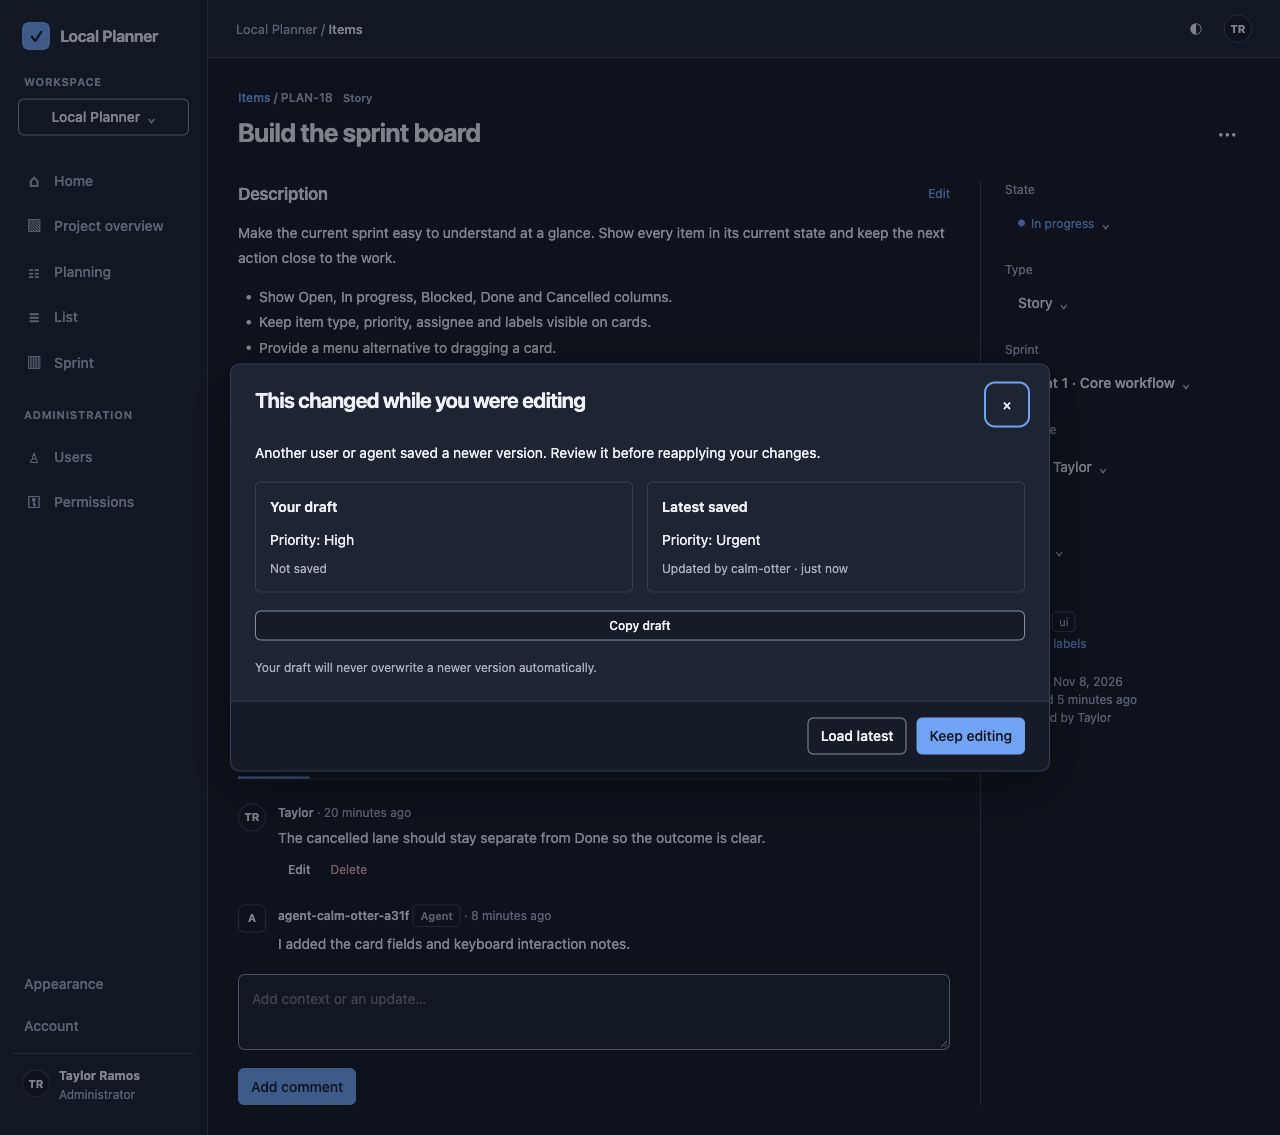 Local Planner
WORKSPACE
Local Planner
Home
Project overview
Planning
List
Sprint
ADMINISTRATION
Users
Permissions
Appearance
Account
TR
Taylor Ramos
Administrator
Local Planner / Items
TR
Items / PLAN-18 Story
Build the sprint board
Description
Edit
Make the current sprint easy to understand at a glance. Show every item in its current state and keep the next
action close to the work.
• Show Open, In progress, Blocked, Done and Cancelled columns.
• Keep item type, priority, assignee and labels visible on cards.
• Provide a menu alternative to dragging a card.
This changed while you were editing
×
Another user or agent saved a newer version. Review it before reapplying your changes.
Your draft
Priority: High
Not saved
Latest saved
Priority: Urgent
Updated by calm-otter · just now
Copy draft
Your draft will never overwrite a newer version automatically.
Load latest
Keep editing
TR
Taylor · 20 minutes ago
The cancelled lane should stay separate from Done so the outcome is clear.
Edit Delete
A
agent-calm-otter-a31f Agent · 8 minutes ago
I added the card fields and keyboard interaction notes.
Add context or an update...
Add comment
State
In progress
Type
Story
Sprint
1 · Core workflow
Taylor
ui
labels
Nov 8, 2026
5 minutes ago
by Taylor